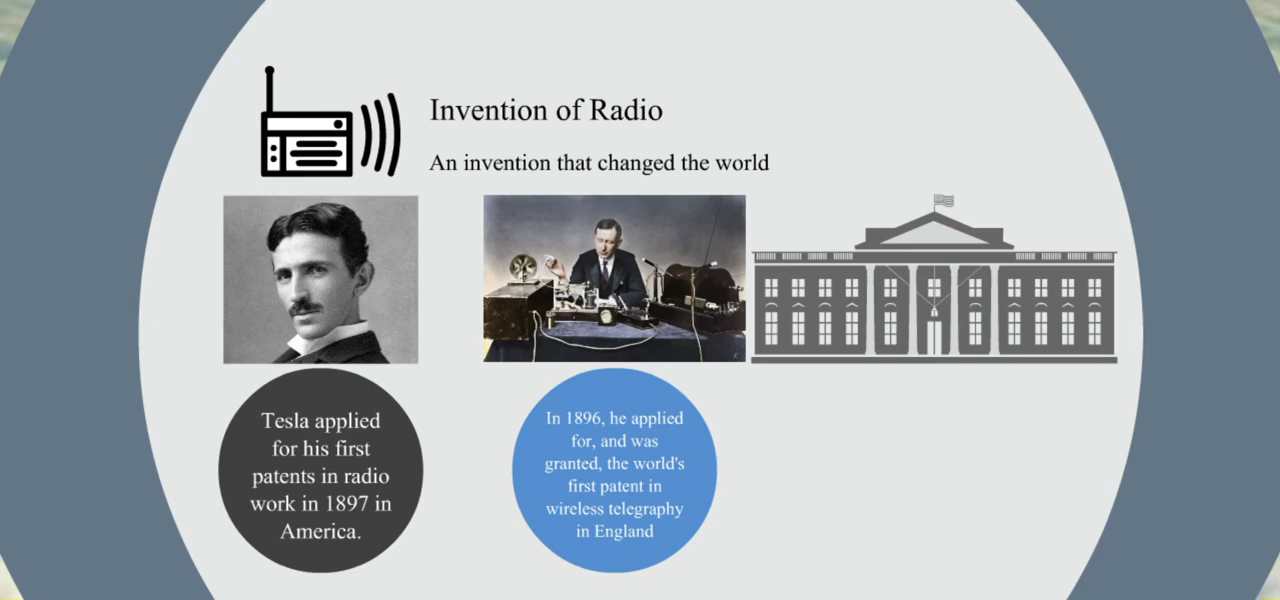 Invention of Radio
An invention that changed the world
Tesla applied
for his first
patents in radio
work in 1897 in
America.
In 1896, he applied
for, and was
granted, the world's
first patent in
wireless telegraphy
in England